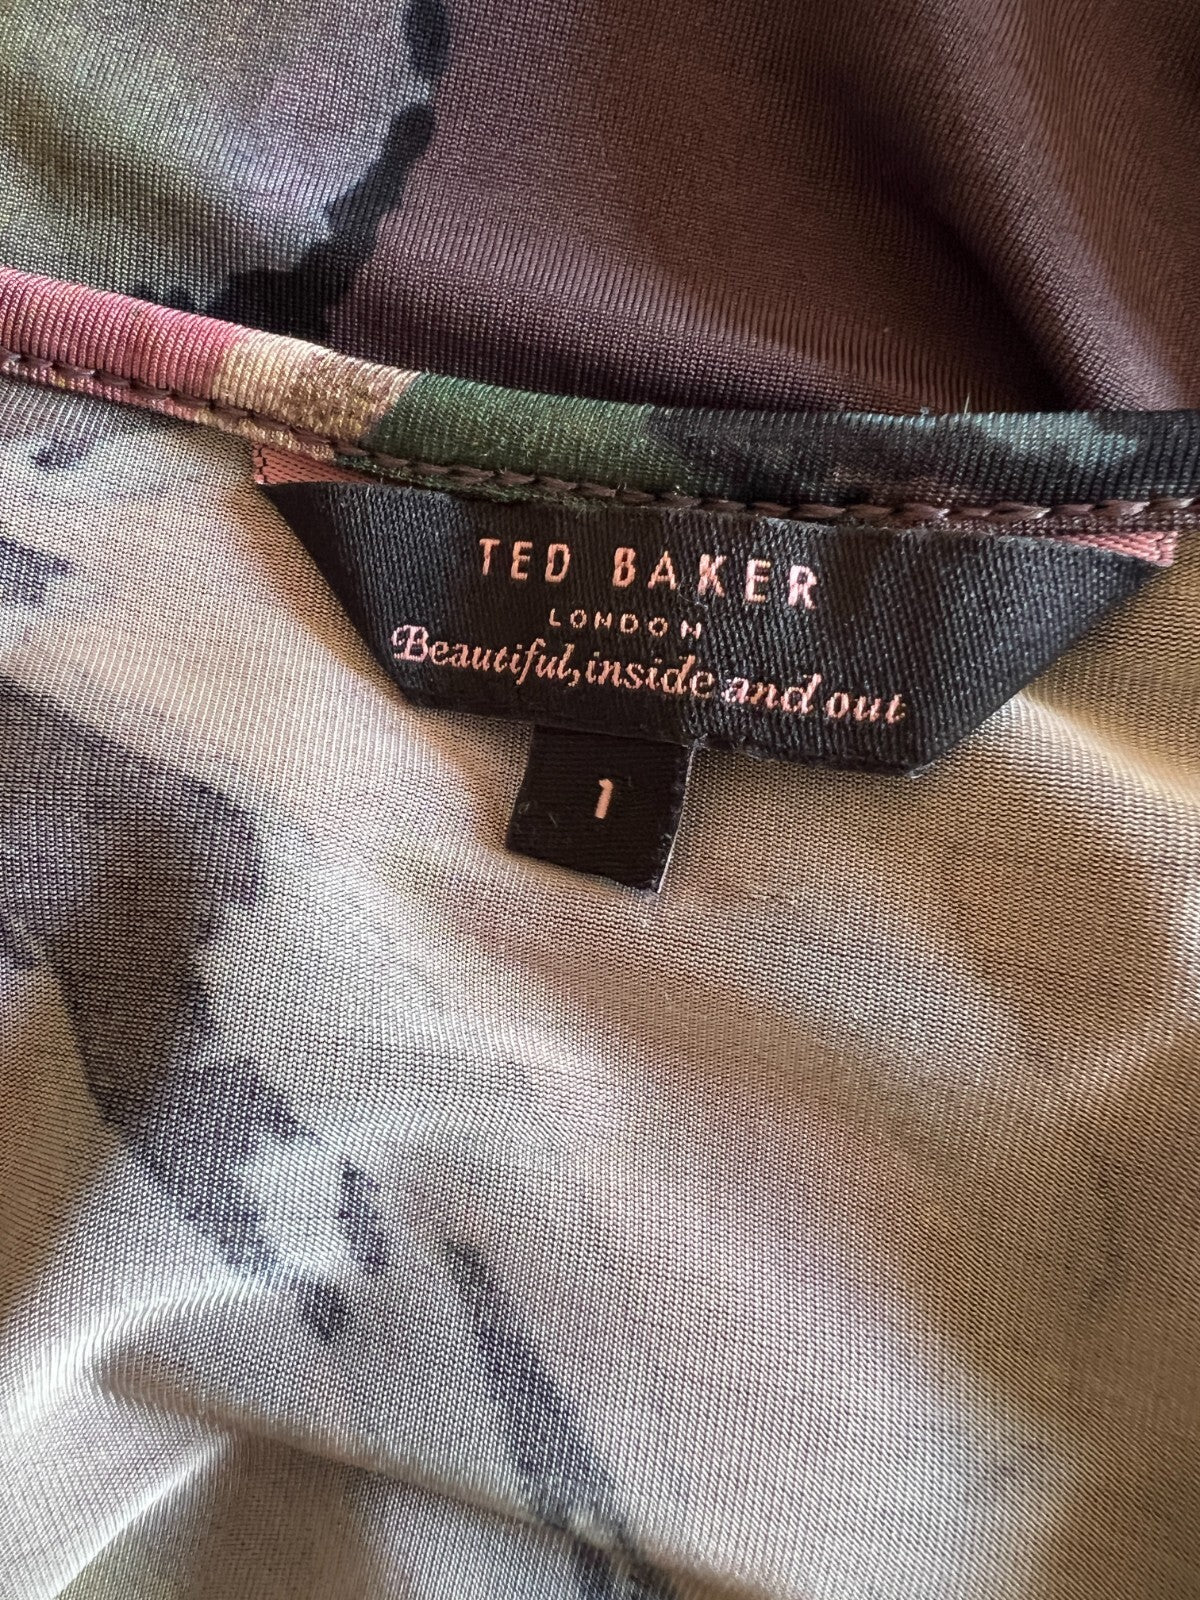 TED BAKER
LONDON
Beautiful, inside and out
1